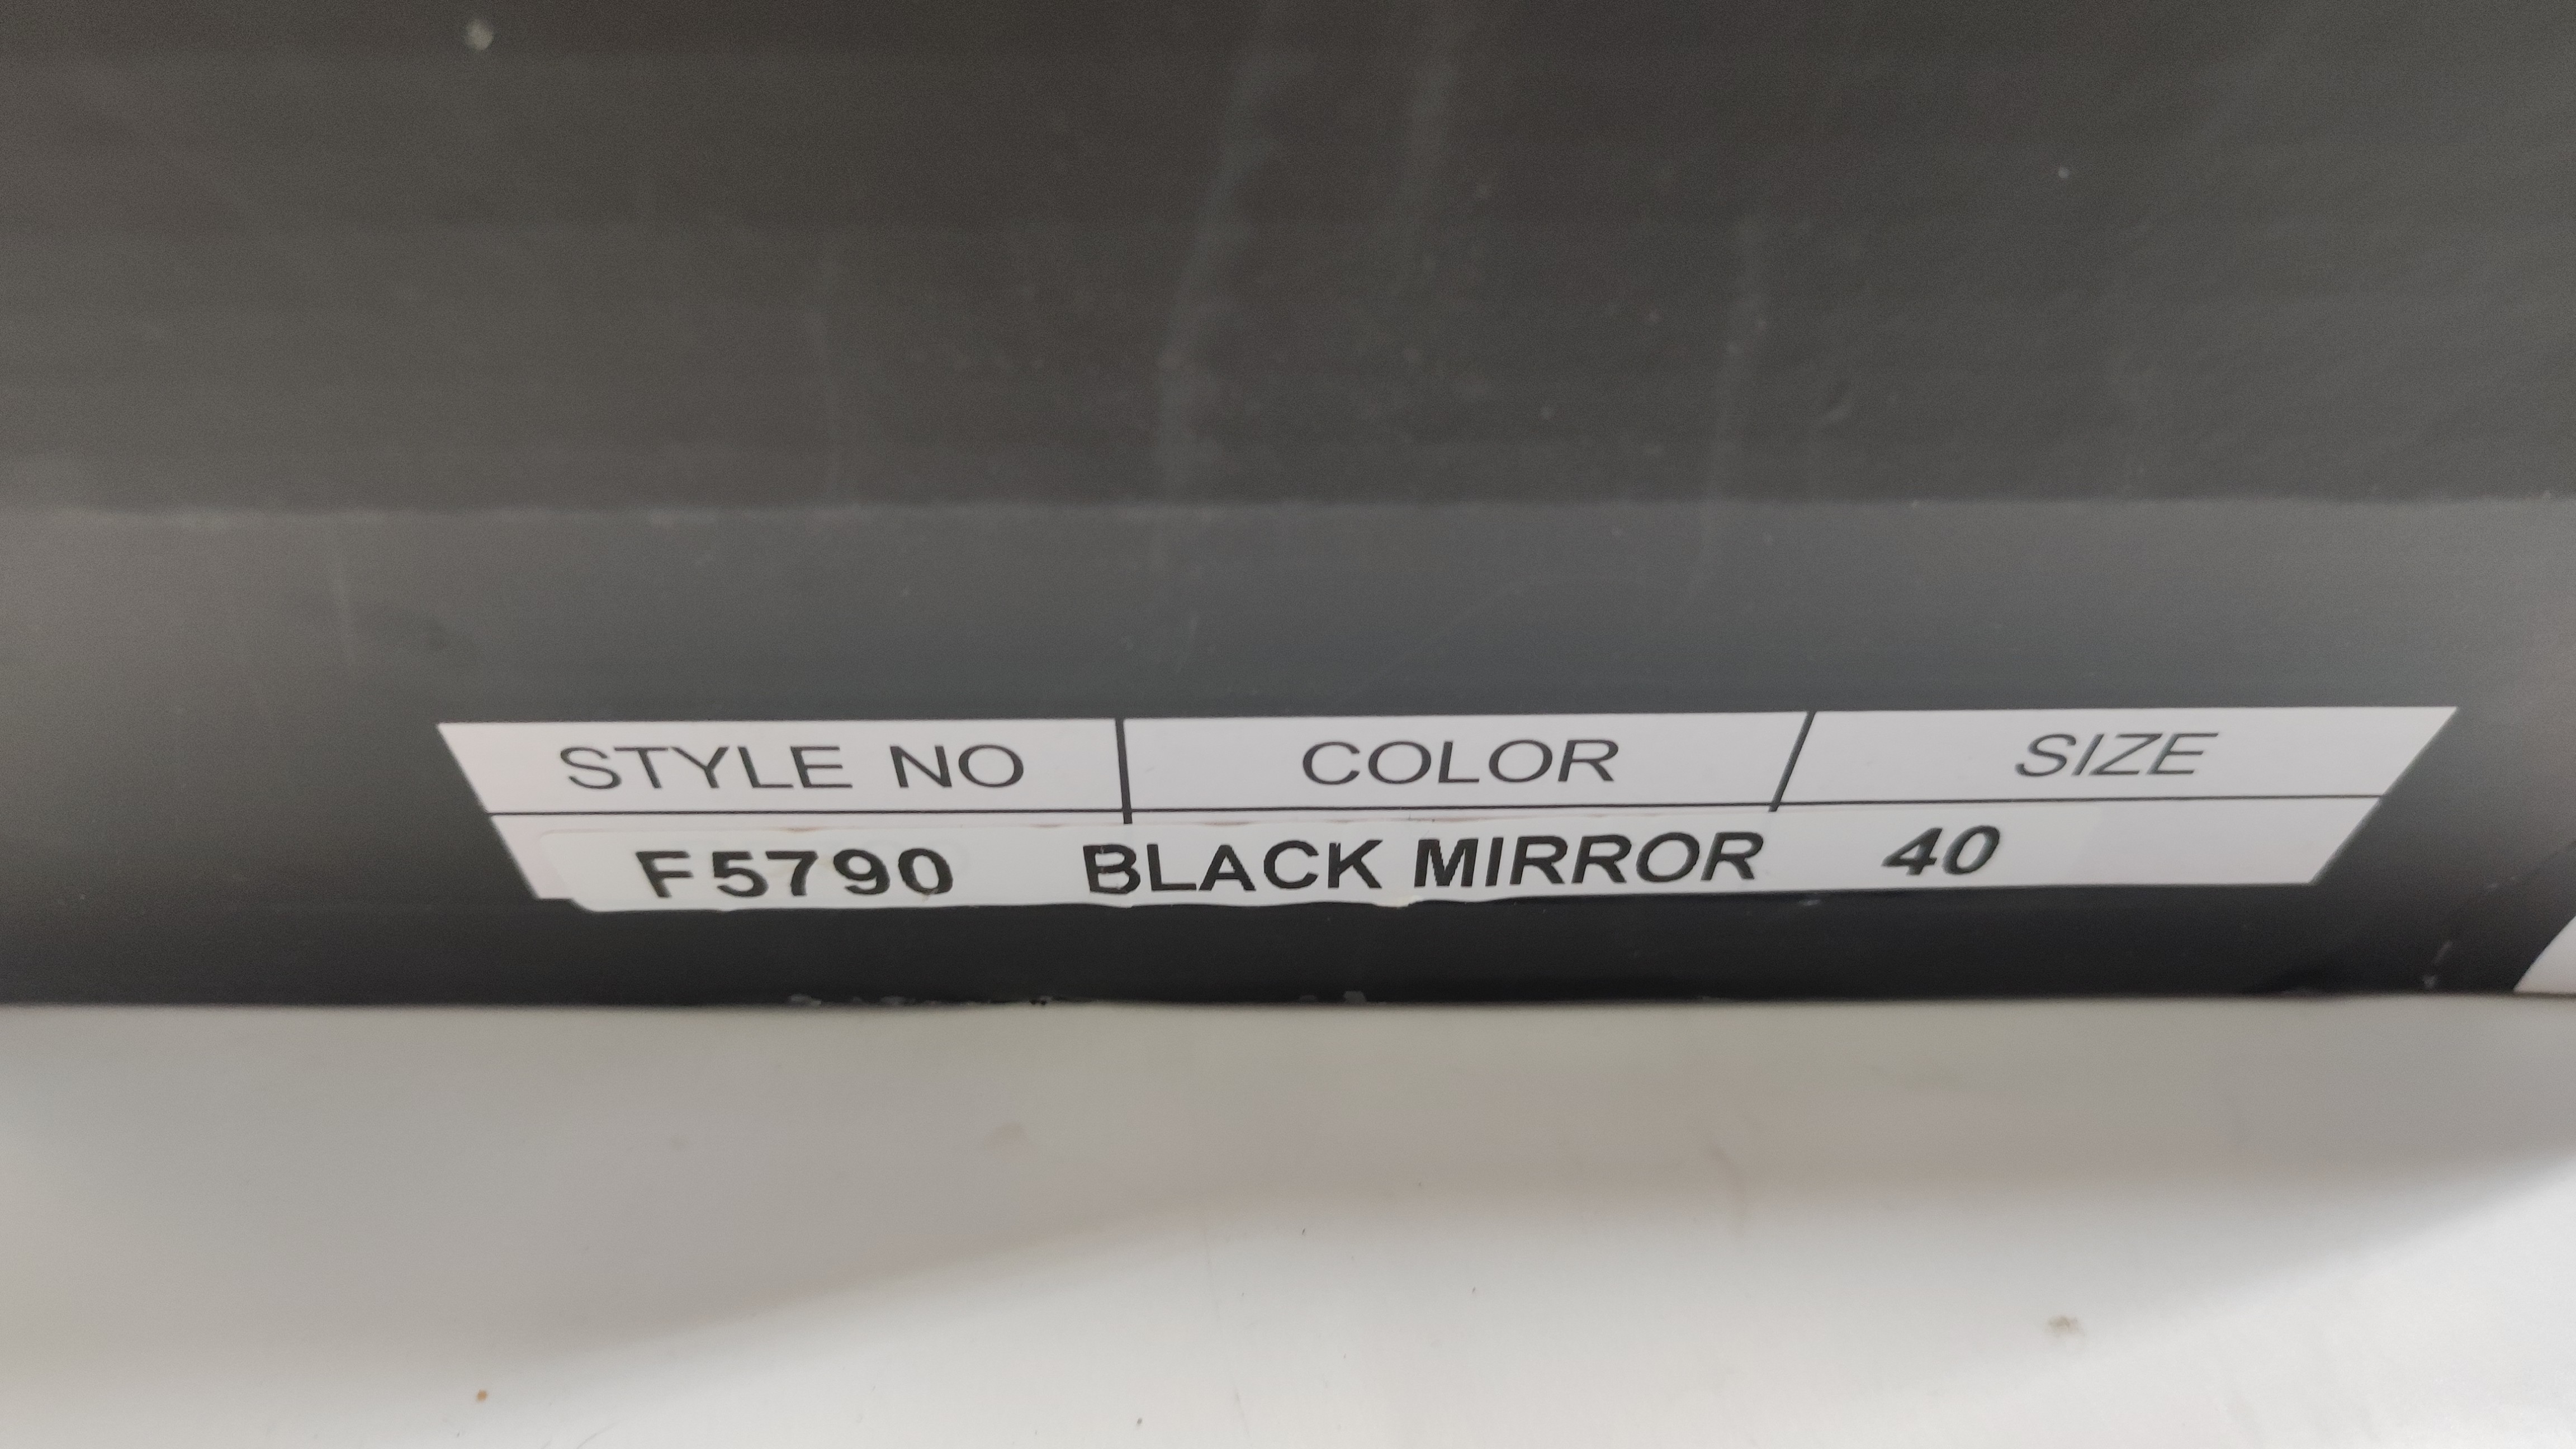 STYLE NO COLOR SIZE
F5790 BLACK MIRROR 40